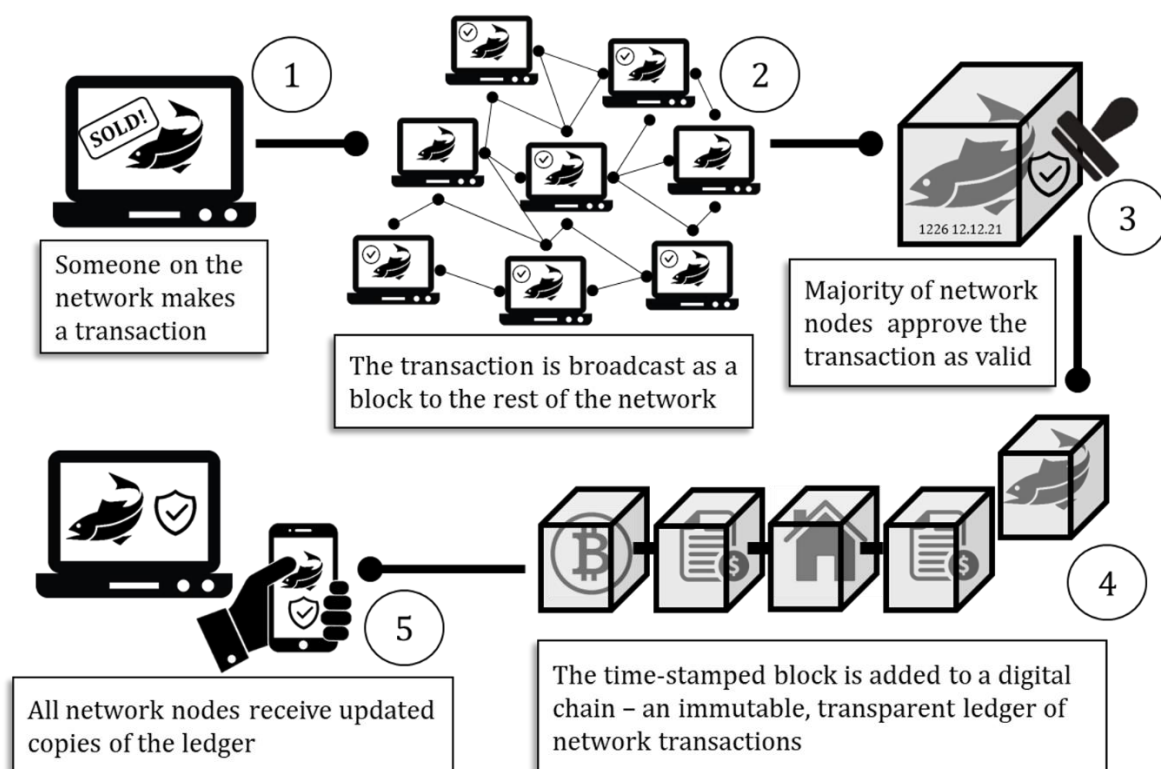 SOLD!
1
Someone on the
network makes
a transaction
2
The transaction is broadcast as a
block to the rest of the network
1226 12.12.21
3
Majority of network
nodes approve the
transaction as valid
4
The time-stamped block is added to a digital
chain – an immutable, transparent ledger of
network transactions
5
All network nodes receive updated
copies of the ledger